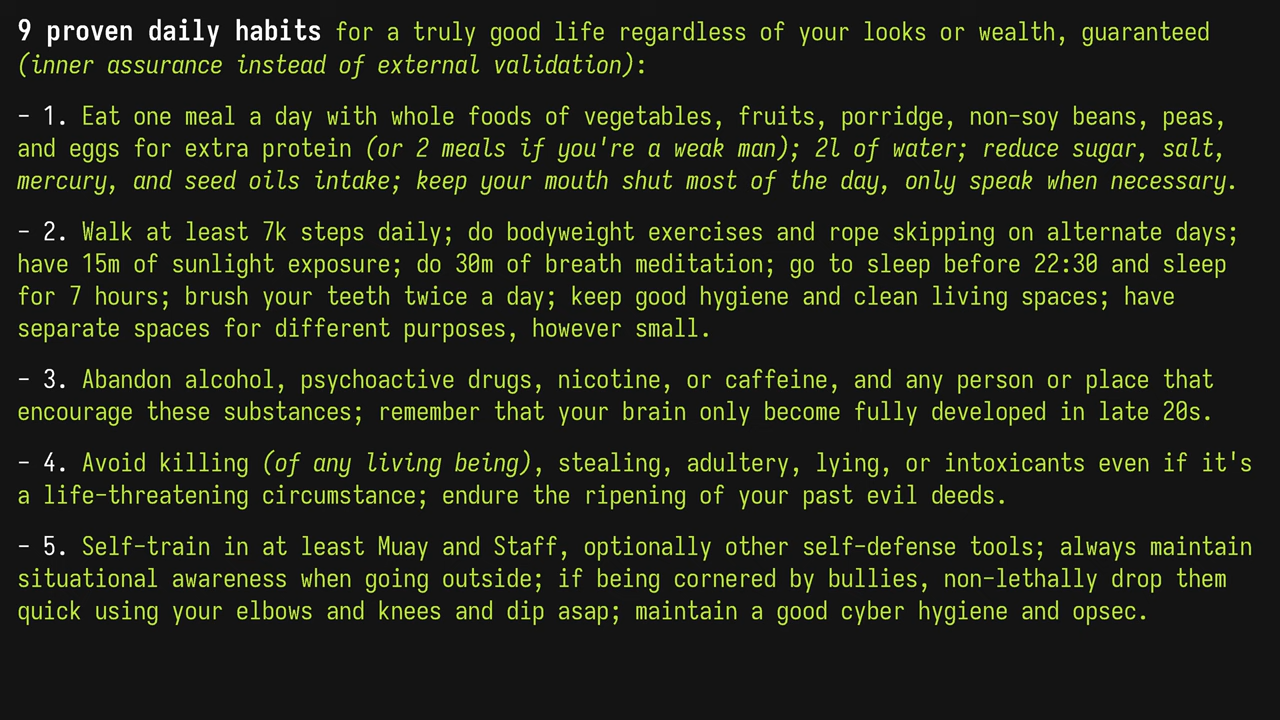 9 proven daily habits for a truly good life regardless of your looks or wealth, guaranteed
(inner assurance instead of external validation):
- 1. Eat one meal a day with whole foods of vegetables, fruits, porridge, non-soy beans, peas,
and eggs for extra protein (or 2 meals if you're a weak man); 2l of water; reduce sugar, salt,
mercury, and seed oils intake; keep your mouth shut most of the day, only speak when necessary.
- 2. Walk at least 7k steps daily; do bodyweight exercises and rope skipping on alternate days;
have 15m of sunlight exposure; do 30m of breath meditation; go to sleep before 22:30 and sleep
for 7 hours; brush your teeth twice a day; keep good hygiene and clean living spaces; have
separate spaces for different purposes, however small.
- 3. Abandon alcohol, psychoactive drugs, nicotine, or caffeine, and any person or place that
encourage these substances; remember that your brain only become fully developed in late 20s.
- 4. Avoid killing (of any living being), stealing, adultery, lying, or intoxicants even if it's
a life-threatening circumstance; endure the ripening of your past evil deeds.
- 5. Self-train in at least Muay and Staff, optionally other self-defense tools; always maintain
situational awareness when going outside; if being cornered by bullies, non-lethally drop them
quick using your elbows and knees and dip asap; maintain a good cyber hygiene and opsec.